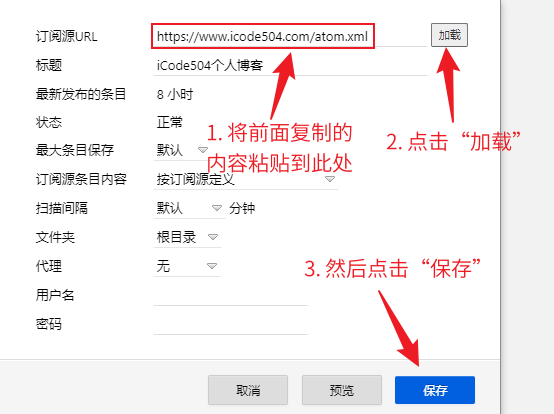 订阅源URL https://www.icode504.com/atom.xml 加载
标题 iCode504个人博客
最新发布的条目 8 小时
状态 正常
1. 将前面复制的
2. 点击“加载”
最大条目保存 默认
内容粘贴到此处
订阅源条目内容 按订阅源定义
扫描间隔 默认 分钟
文件夹 根目录
代理 无
3. 然后点击“保存”
用户名
密码
取消 预览 保存